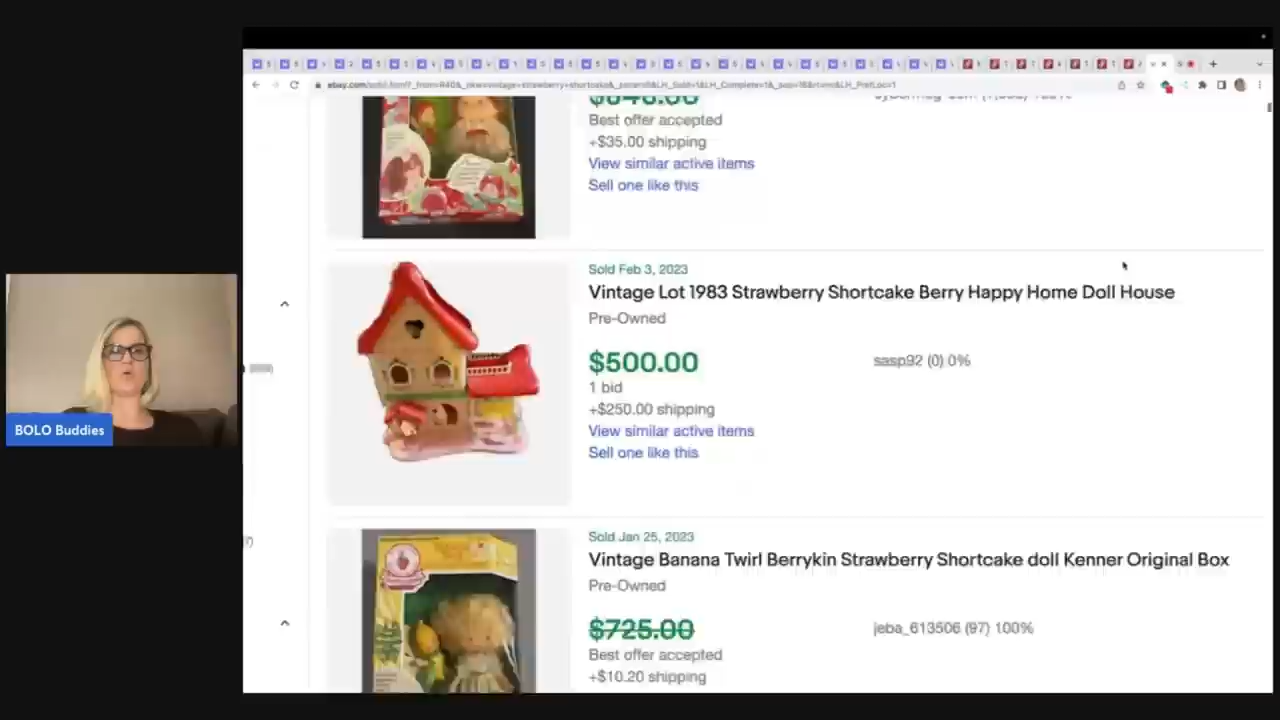 Best offer accepted
+$35.00 shipping
View similar active items
Sell one like this
Sold Feb 3, 2023
Vintage Lot 1983 Strawberry Shortcake Berry Happy Home Doll House
Pre-Owned
$500.00
sasp92 (0) 0%
1 bid
+$250.00 shipping
View similar active items
Sell one like this
BOLO Buddies
Sold Jan 25, 2023
Vintage Banana Twirl Berrykin Strawberry Shortcake doll Kenner Original Box
Pre-Owned
$725.00
jeba_613506 (97) 100%
Best offer accepted
+$10.20 shipping